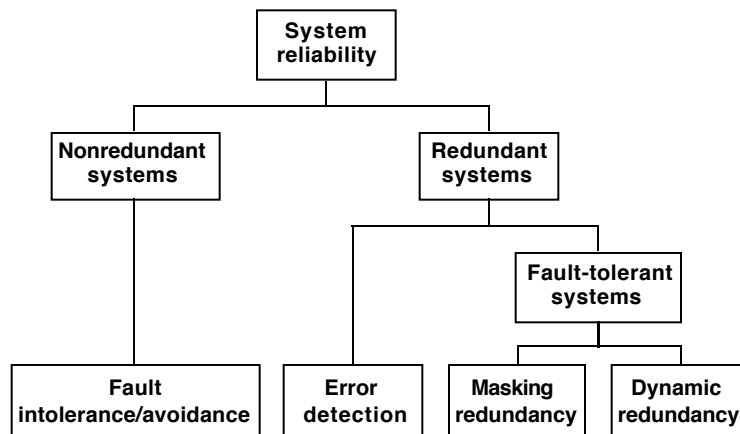 System
reliability
Nonredundant
systems
Redundant
systems
Fault-tolerant
systems
Fault
intolerance/avoidance
Error
detection
Masking
redundancy
Dynamic
redundancy